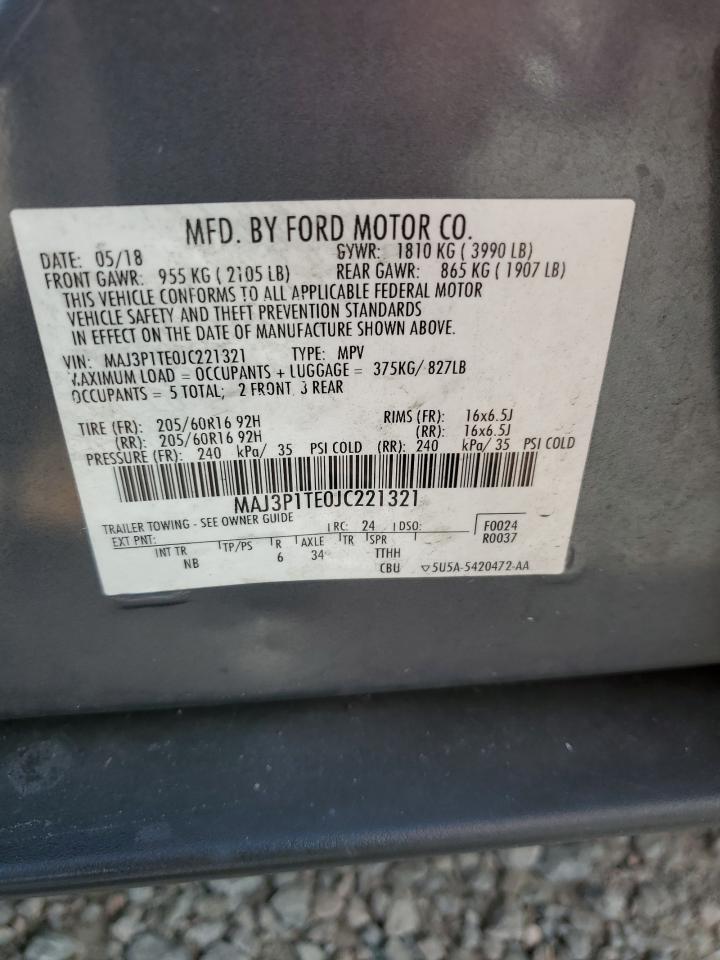 MFD. BY FORD MOTOR CO.
DATE: 05/18 GVWR: 1810 KG ( 3990 LB)
FRONT GAWR: 955 KG ( 2105 LB) REAR GAWR: 865 KG ( 1907 LB)
THIS VEHICLE CONFORMS TO ALL APPLICABLE FEDERAL MOTOR
VEHICLE SAFETY AND THEFT PREVENTION STANDARDS
IN EFFECT ON THE DATE OF MANUFACTURE SHOWN ABOVE.
VIN: MAJ3P1TE0JC221321 TYPE: MPV
MAXIMUM LOAD = OCCUPANTS + LUGGAGE = 375KG/ 827LB
OCCUPANTS = 5 TOTAL; 2 FRONT 3 REAR
TIRE (FR): 205/60R16 92H RIMS (FR): 16x6.5J
(RR): 205/60R16 92H (RR): 16x6.5J
PRESSURE (FR): 240 kPa/ 35 PSI COLD (RR): 240 kPa/ 35 PSI COLD
MAJ3P1TE0JC221321
TRAILER TOWING - SEE OWNER GUIDE RC: 24 DSO: F0024
EXT PNT: R0037
INT TR TP/PS R AXLE TR SPR TTHH
NB 6 34 CBU ▽5U5A-5420472-AA